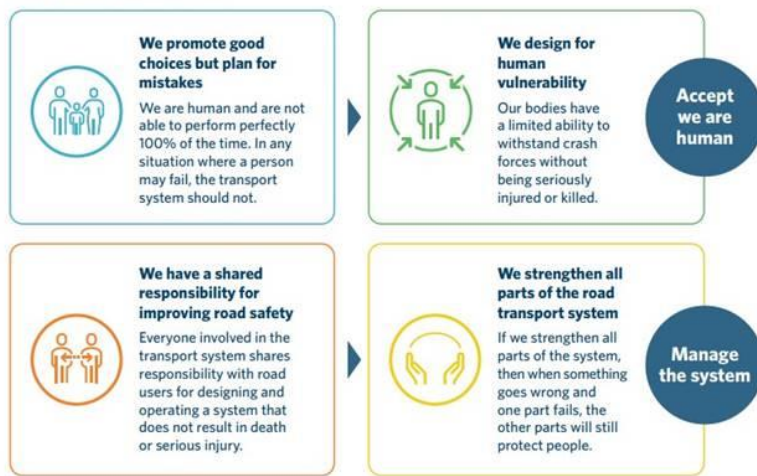 We promote good
choices but plan for
mistakes
We are human and are not
able to perform perfectly
100% of the time. In any
situation where a person
may fail, the transport
system should not.
We design for
human
vulnerability
Our bodies have
a limited ability to
withstand crash
forces without
being seriously
injured or killed.
Accept
we are
human
We have a shared
responsibility for
improving road safety
Everyone involved in the
transport system shares
responsibility with road
users for designing and
operating a system that
does not result in death
or serious injury.
We strengthen all
parts of the road
transport system
If we strengthen all
parts of the system,
then when something
goes wrong and
one part fails, the
other parts will still
protect people.
Manage
the system